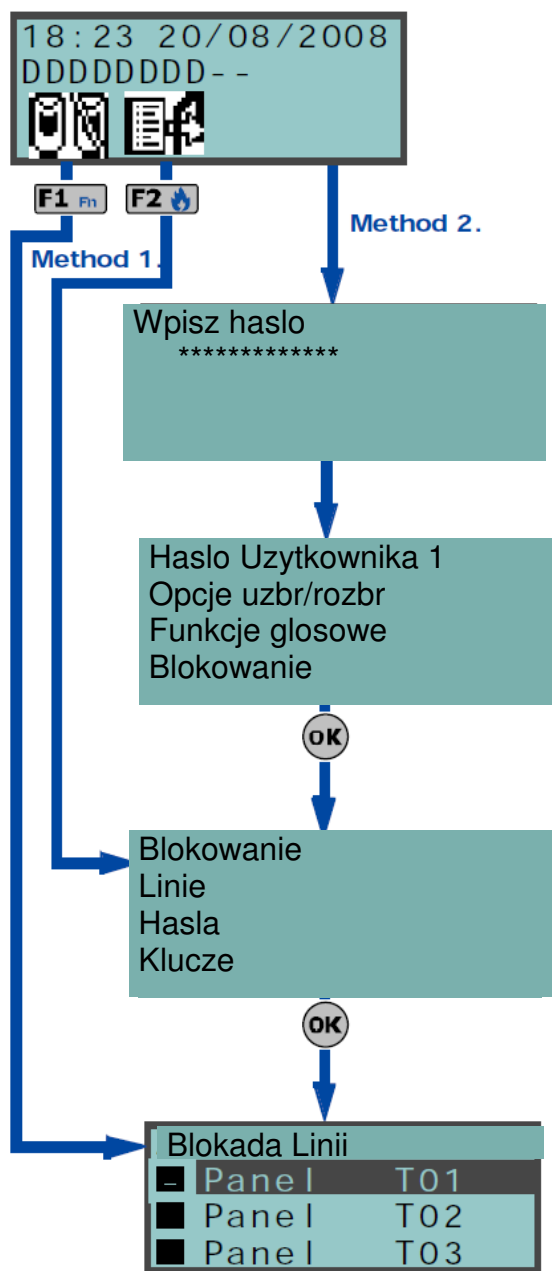 18:23 20/08/2008
DDDDDDDD--
F1 Fn F2
Method 2.
Method 1.
Wpisz haslo
*************
Haslo Uzytkownika 1
Opcje uzbr/rozbr
Funkcje glosowe
Blokowanie
OK
Blokowanie
Linie
Hasla
Klucze
OK
Blokada Linii
Panel T01
Panel T02
Panel T03